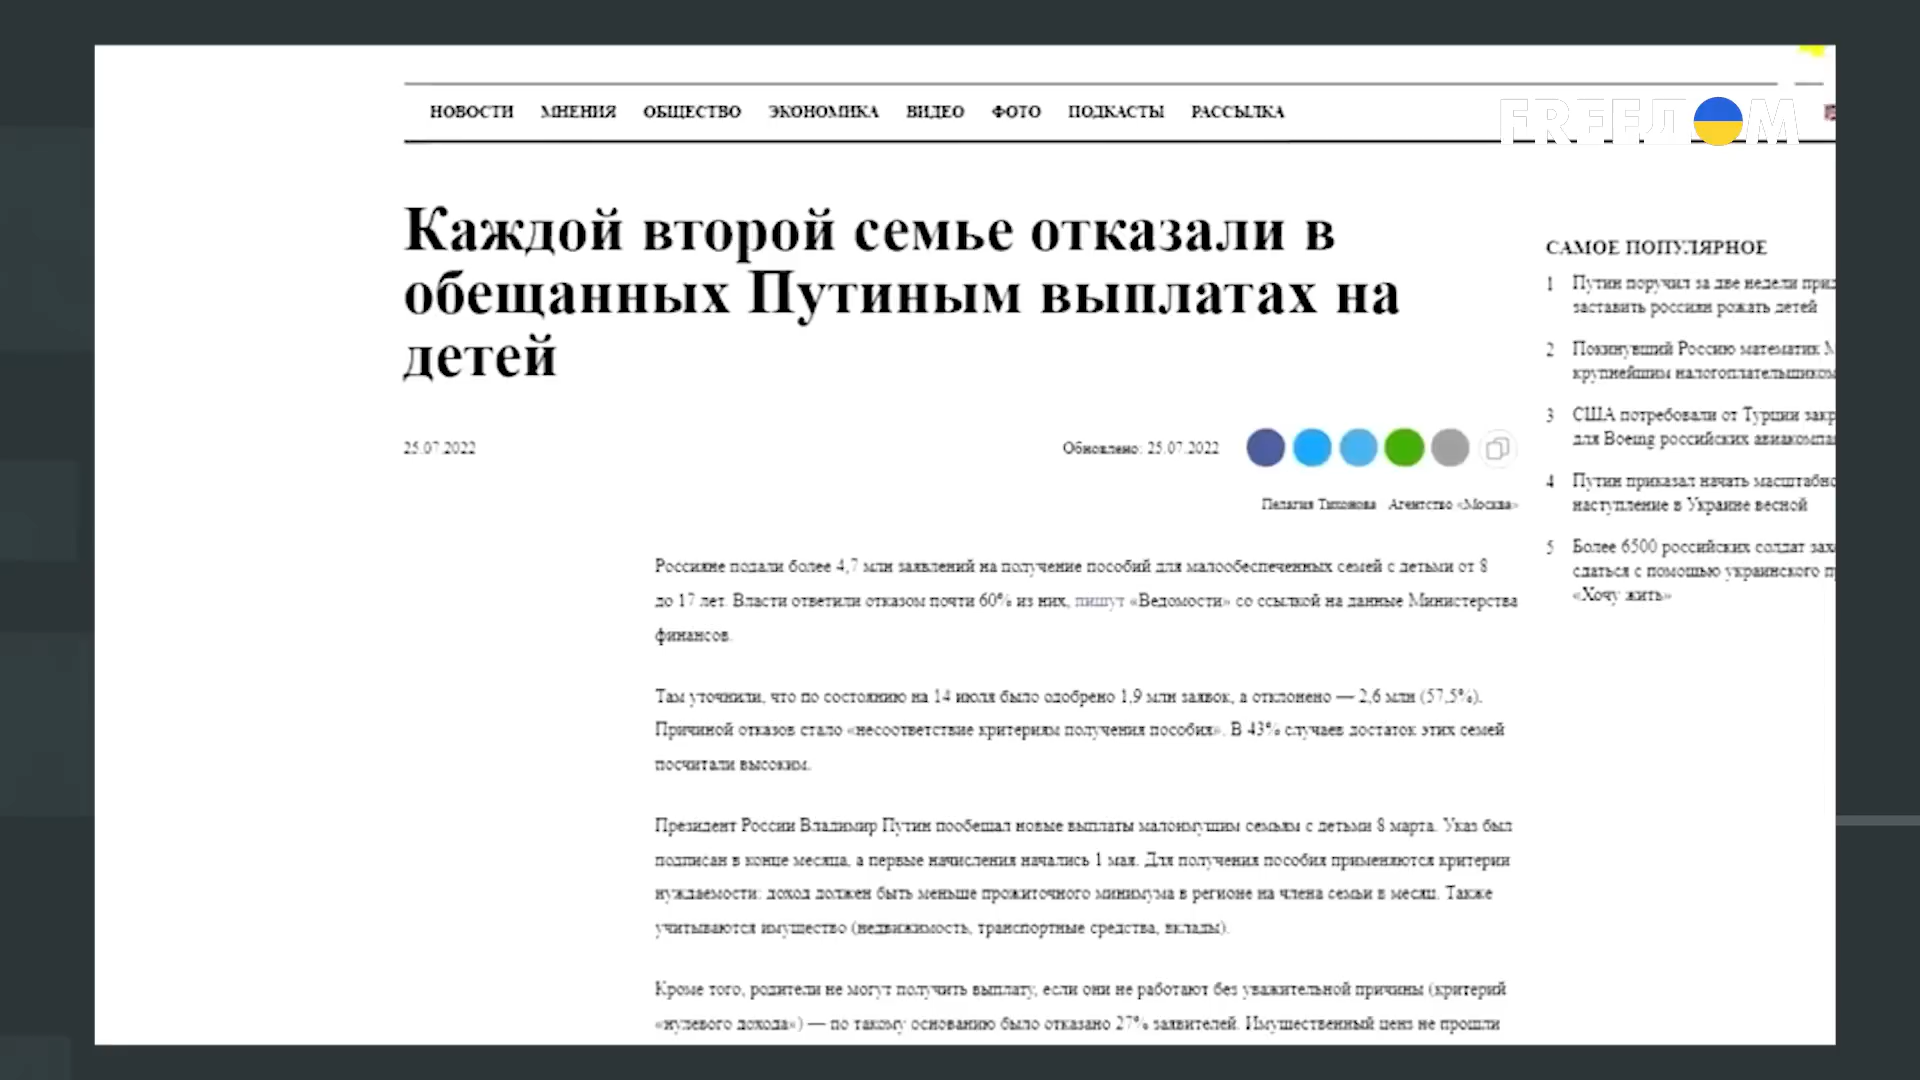 НОВОСТИ МНЕНИЯ ОБЩЕСТВО ЭКОНОМИКА ВИДЕО ФОТО ПОДКАСТЫ РАССЫЛКА
FREEДOM
Каждой второй семье отказали в
обещанных Путиным выплатах на
детей
25.07.2022
Обновлено: 25.07.2022
Пелагия Тихонова Агентство «Москва»
Россияне подали более 4,7 млн заявлений на получение пособий для малообеспеченных семей с детьми от 8
до 17 лет. Власти ответили отказом почти 60% из них, пишут «Ведомости» со ссылкой на данные Министерства
финансов.
Там уточнили, что по состоянию на 14 июля было одобрено 1,9 млн заявок, а отклонено — 2,6 млн (57,5%).
Причиной отказов стало «несоответствие критериям получения пособия». В 43% случаев достаток этих семей
посчитали высоким.
Президент России Владимир Путин пообещал новые выплаты малоимущим семьям с детьми 8 марта. Указ был
подписан в конце месяца, а первые начисления начались 1 мая. Для получения пособия применяются критерии
нуждаемости: доход должен быть меньше прожиточного минимума в регионе на члена семьи в месяц. Также
учитываются имущество (недвижимость, транспортные средства, вклады).
Кроме того, родители не могут получить выплату, если они не работают без уважительной причины (критерий
«нулевого дохода») — по такому основанию было отказано 27% заявителей. Имущественный ценз не прошли
САМОЕ ПОПУЛЯРНОЕ
1 Путин поручил за две недели
заставить россиян рожать детей
2 Покинувший Россию математик
крупнейшим налогоплательщиком
3 США потребовали от Турции
для Boeing российских
4 Путин приказал начать
наступление в Украине весной
5 Более 6500 российских солдат
сдаться с помощью украинского
«Хочу жить»